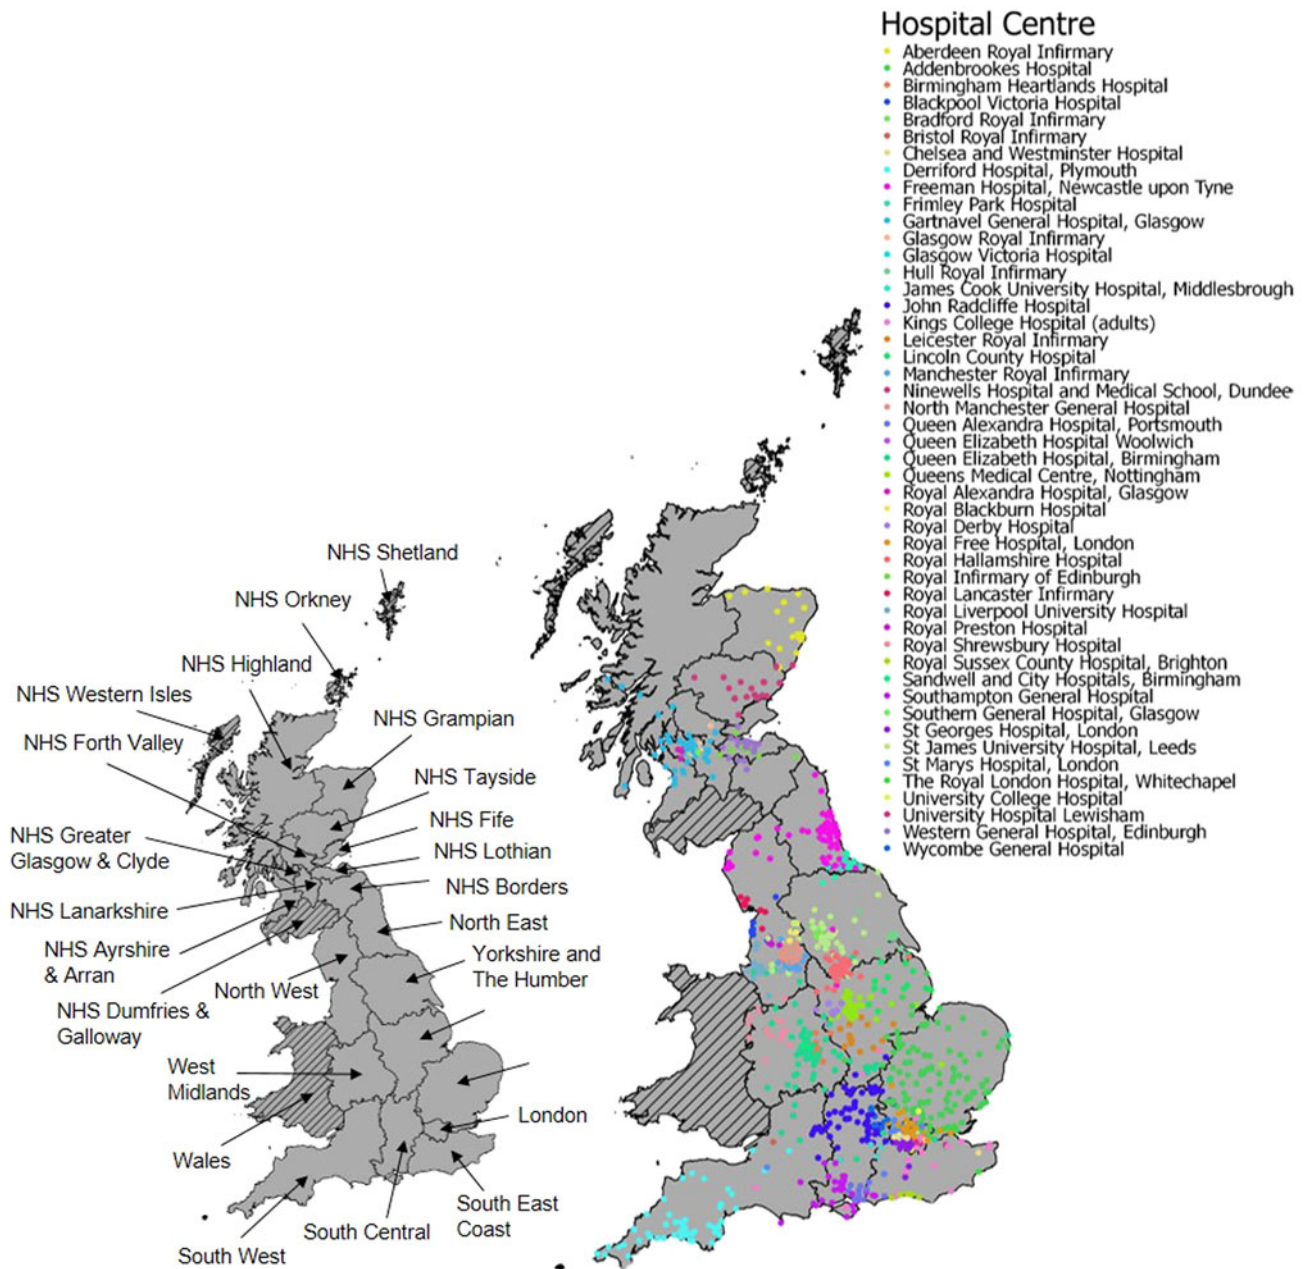 Hospital Centre
Aberdeen Royal Infirmary
Addenbrookes Hospital
Birmingham Heartlands Hospital
Blackpool Victoria Hospital
Bradford Royal Infirmary
Bristol Royal Infirmary
Chelsea and Westminster Hospital
Derriford Hospital, Plymouth
Freeman Hospital, Newcastle upon Tyne
Frimley Park Hospital
Gartnavel General Hospital, Glasgow
Glasgow Royal Infirmary
Glasgow Victoria Hospital
Hull Royal Infirmary
James Cook University Hospital, Middlesbrough
John Radcliffe Hospital
Kings College Hospital (adults)
Leicester Royal Infirmary
Lincoln County Hospital
Manchester Royal Infirmary
Ninewells Hospital and Medical School, Dundee
North Manchester General Hospital
Queen Alexandra Hospital, Portsmouth
Queen Elizabeth Hospital Woolwich
Queen Elizabeth Hospital, Birmingham
Queens Medical Centre, Nottingham
Royal Alexandra Hospital, Glasgow
Royal Blackburn Hospital
Royal Derby Hospital
Royal Free Hospital, London
Royal Hallamshire Hospital
Royal Infirmary of Edinburgh
Royal Lancaster Infirmary
Royal Liverpool University Hospital
Royal Preston Hospital
Royal Shrewsbury Hospital
Royal Sussex County Hospital, Brighton
Sandwell and City Hospitals, Birmingham
Southampton General Hospital
Southern General Hospital, Glasgow
St Georges Hospital, London
St James University Hospital, Leeds
St Marys Hospital, London
The Royal London Hospital, Whitechapel
University College Hospital
University Hospital Lewisham
Western General Hospital, Edinburgh
Wycombe General Hospital
NHS Shetland
NHS Orkney
NHS Highland
NHS Western Isles
NHS Grampian
NHS Forth Valley
NHS Tayside
NHS Fife
NHS Greater
Glasgow & Clyde
NHS Lothian
NHS Borders
NHS Lanarkshire
North East
NHS Ayrshire
& Arran
Yorkshire and
The Humber
North West
NHS Dumfries &
Galloway
West
Midlands
London
Wales
South East
Coast
South Central
South West